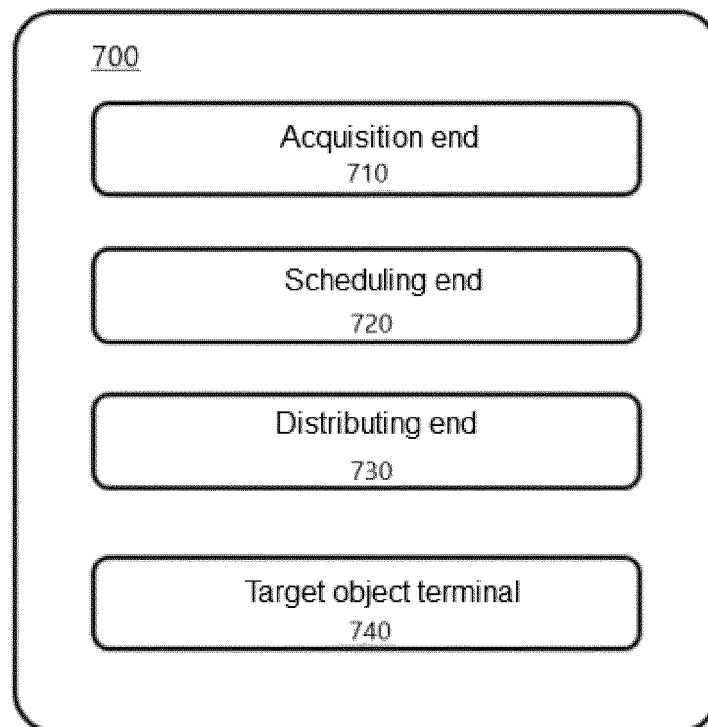 700
Acquisition end
710
Scheduling end
720
Distributing end
730
Target object terminal
740